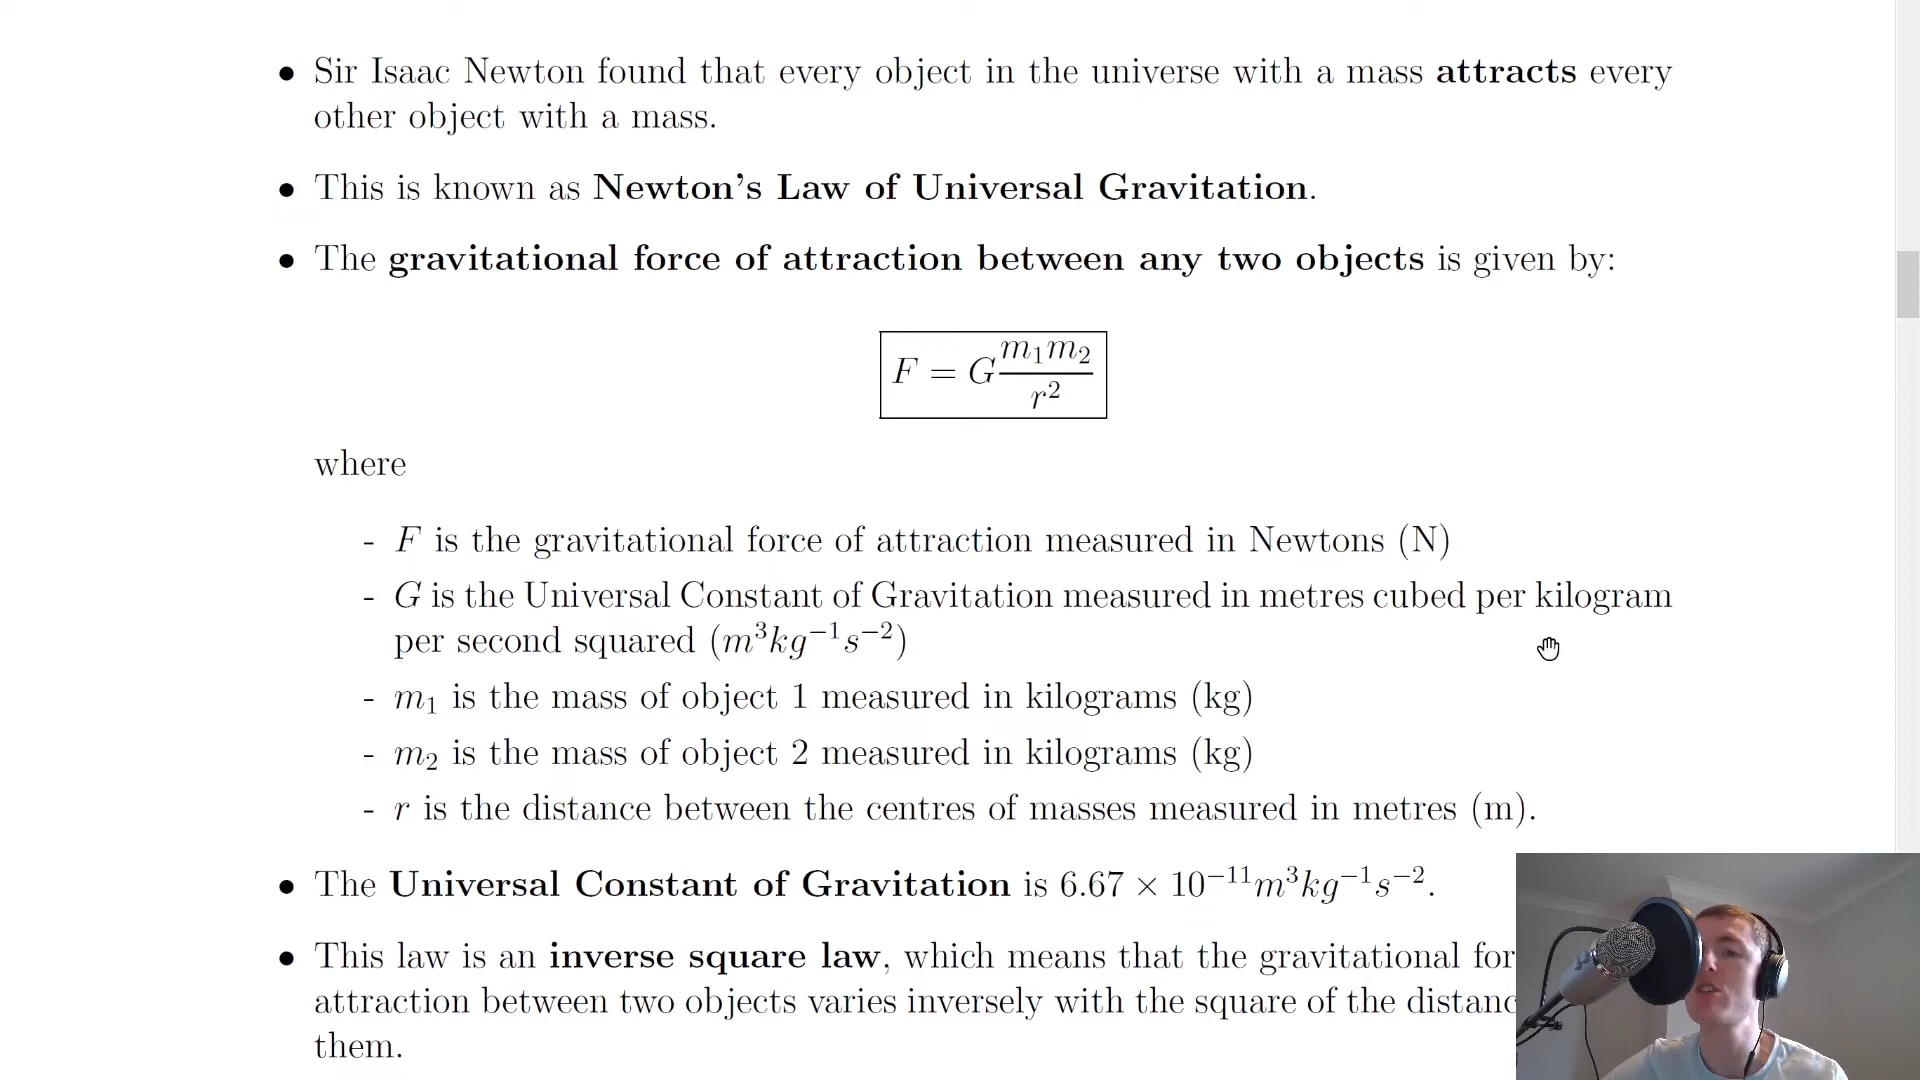 • Sir Isaac Newton found that every object in the universe with a mass attracts every
other object with a mass.
• This is known as Newton's Law of Universal Gravitation.
• The gravitational force of attraction between any two objects is given by:
F = G m₁m₂ / r²
where
- F is the gravitational force of attraction measured in Newtons (N)
- G is the Universal Constant of Gravitation measured in metres cubed per kilogram
per second squared (m³kg⁻¹s⁻²)
- m₁ is the mass of object 1 measured in kilograms (kg)
- m₂ is the mass of object 2 measured in kilograms (kg)
- r is the distance between the centres of masses measured in metres (m).
• The Universal Constant of Gravitation is 6.67 × 10⁻¹¹m³kg⁻¹s⁻².
• This law is an inverse square law, which means that the gravitational for
attraction between two objects varies inversely with the square of the distanc
them.